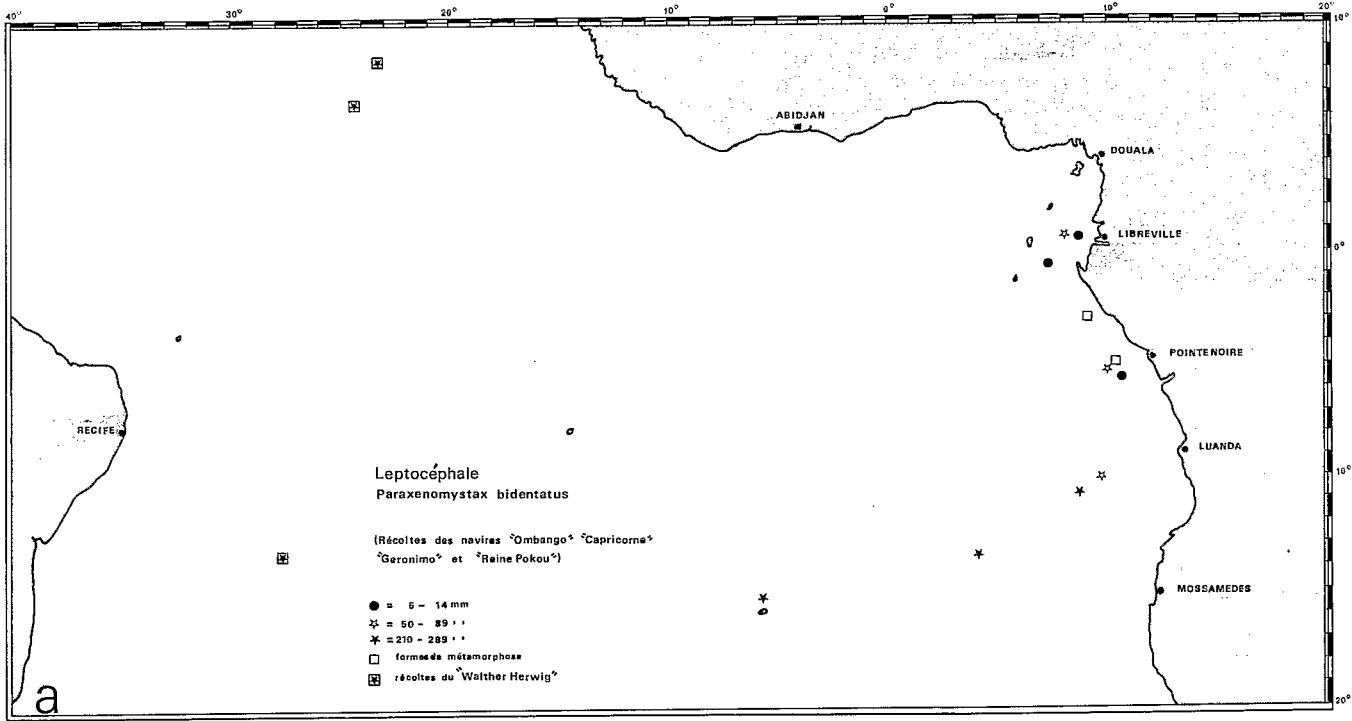 40° 30° 20° 10° 0° 10° 20°
10°
ABIDJAN
DOUALA
LIBREVILLE
0°
POINTENOIRE
RECIFE
LUANDA
Leptocéphale
10°
Paraxenomystax bidentatus
(Récoltes des navires "Ombango" "Capricorne"
"Geronimo" et "Reine Pokou")
MOSSAMEDES
● = 5 - 14 mm
☆ = 50 - 89 " "
★ = 210 - 289 " "
□ formes de métamorphose
récoltes du "Walther Herwig"
a
20°